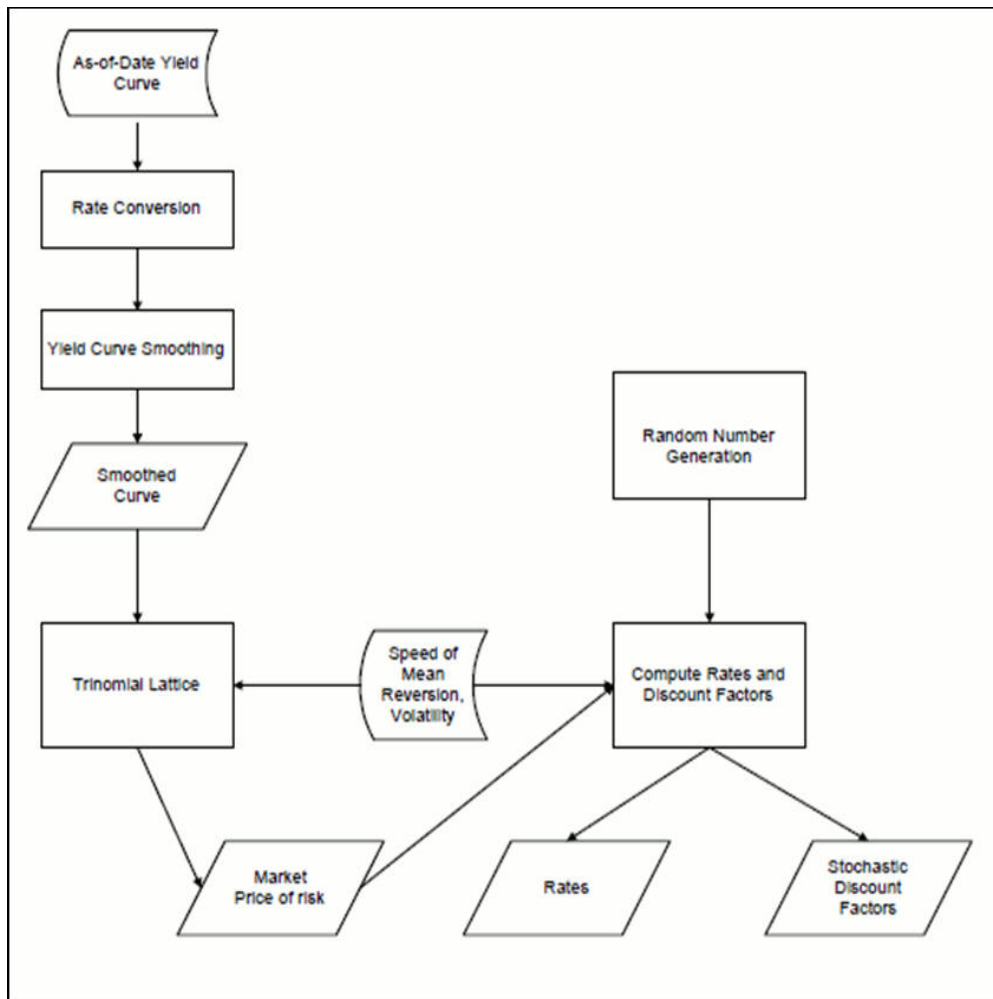 As-of-Date Yield
Curve
Rate Conversion
Yield Curve Smoothing
Smoothed
Curve
Random Number
Generation
Trinomial Lattice
Speed of
Mean
Reversion,
Volatility
Compute Rates and
Discount Factors
Market
Price of risk
Rates
Stochastic
Discount
Factors